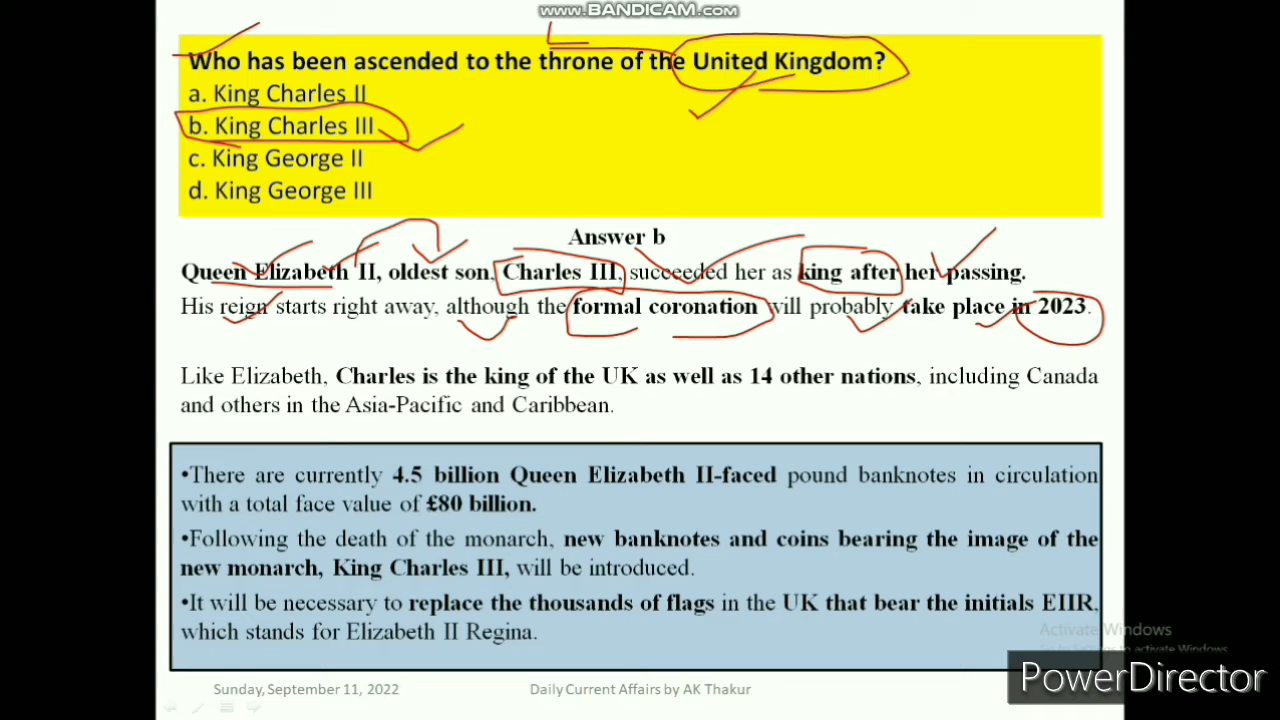 www.BANDICAM.com
Who has been ascended to the throne of the United Kingdom?
a. King Charles II
b. King Charles III
c. King George II
d. King George III
Answer b
Queen Elizabeth II, oldest son, Charles III, succeeded her as king after her passing.
His reign starts right away, although the formal coronation will probably take place in 2023.
Like Elizabeth, Charles is the king of the UK as well as 14 other nations, including Canada
and others in the Asia-Pacific and Caribbean.
•There are currently 4.5 billion Queen Elizabeth II-faced pound banknotes in circulation
with a total face value of £80 billion.
•Following the death of the monarch, new banknotes and coins bearing the image of the
new monarch, King Charles III, will be introduced.
•It will be necessary to replace the thousands of flags in the UK that bear the initials EIIR,
which stands for Elizabeth II Regina.
Activate Windows
to activate Windows
PowerDirector
Sunday, September 11, 2022
Daily Current Affairs by AK Thakur